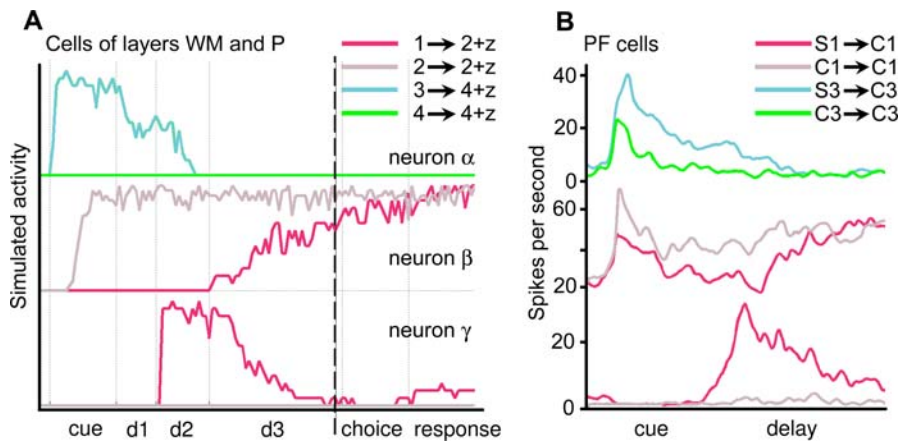 A
Cells of layers WM and P
1 → 2+z
2 → 2+z
3 → 4+z
4 → 4+z
neuron α
neuron β
neuron γ
Simulated activity
cue d1 d2 d3 choice response
B
PF cells
S1 → C1
C1 → C1
S3 → C3
C3 → C3
Spikes per second
40
20
0
60
20
20
0
cue delay